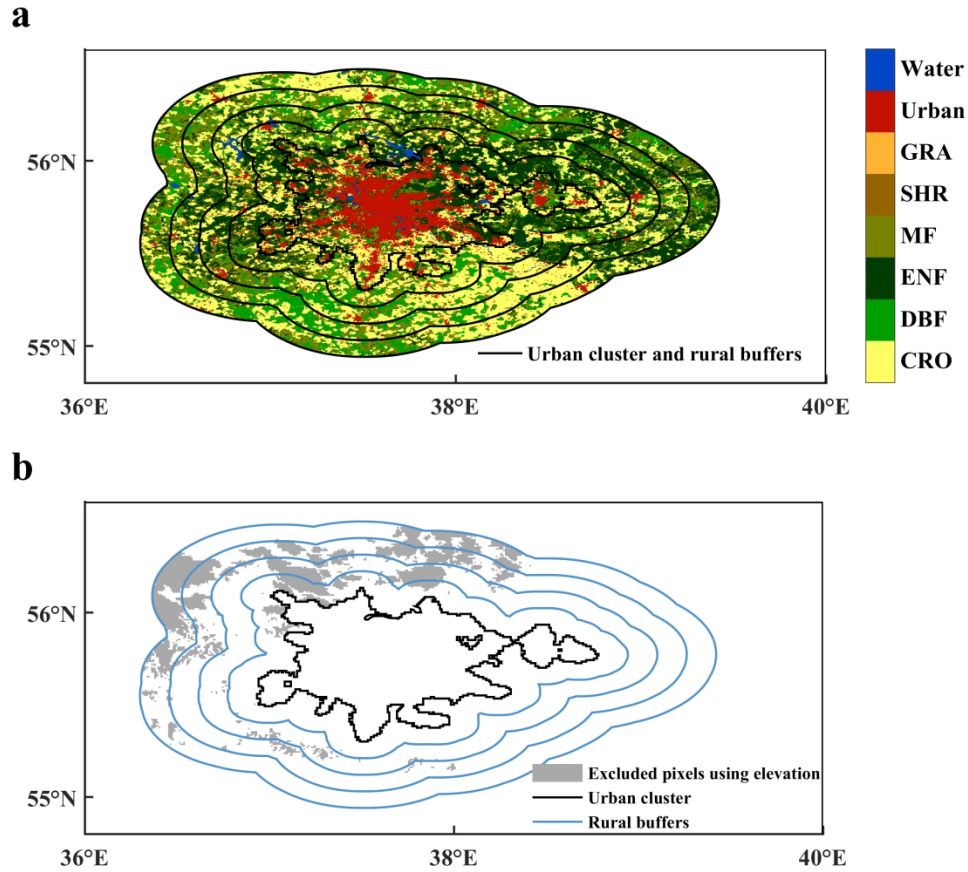 a
56°N
55°N
36°E
38°E
40°E
Urban cluster and rural buffers
Water
Urban
GRA
SHR
MF
ENF
DBF
CRO
b
56°N
55°N
36°E
38°E
40°E
Excluded pixels using elevation
Urban cluster
Rural buffers